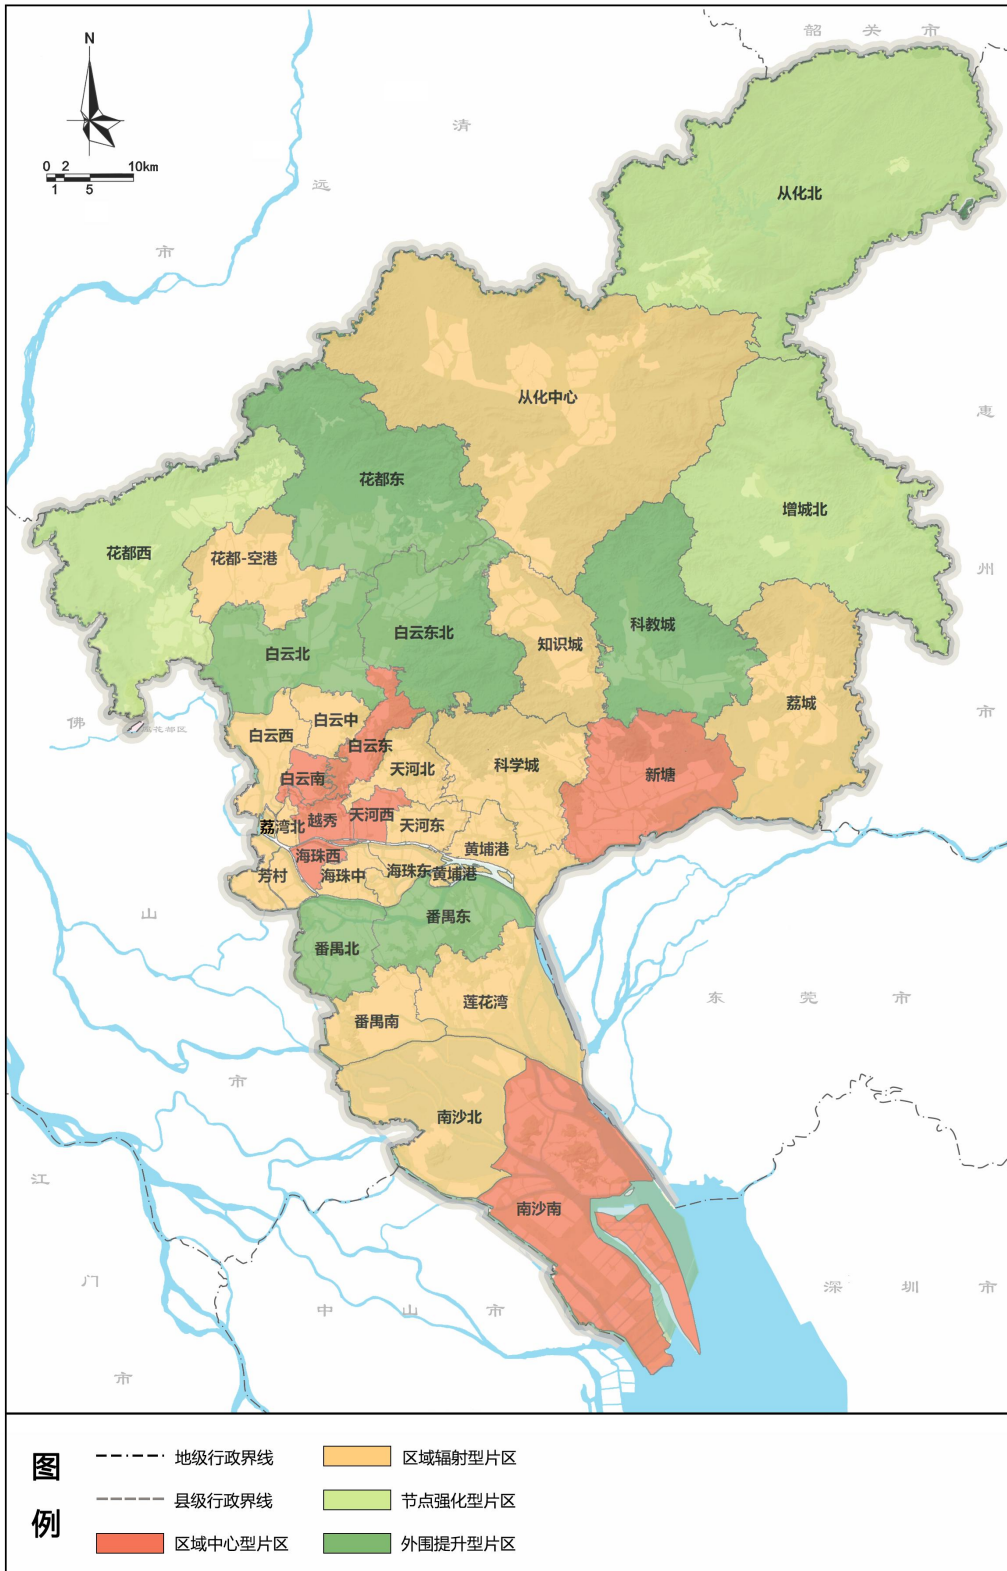 韶关市
N
清
0 2 10km
1 5
远
从化北
市
从化中心
惠
花都东
增城北
花都西
花都-空港
州
科教城
白云东北
知识城
白云北
荔城
市
佛
白云中
白云西
白云东
科学城
天河北
新塘
白云南
天河西
越秀
天河东
荔湾北
黄埔港
海珠西
海珠东
黄埔港
芳村
海珠中
山
番禺东
番禺北
东莞市
莲花湾
番禺南
市
南沙北
江
南沙南
门
深圳市
中山市
市
图例
地级行政界线
区域辐射型片区
县级行政界线
节点强化型片区
区域中心型片区
外围提升型片区